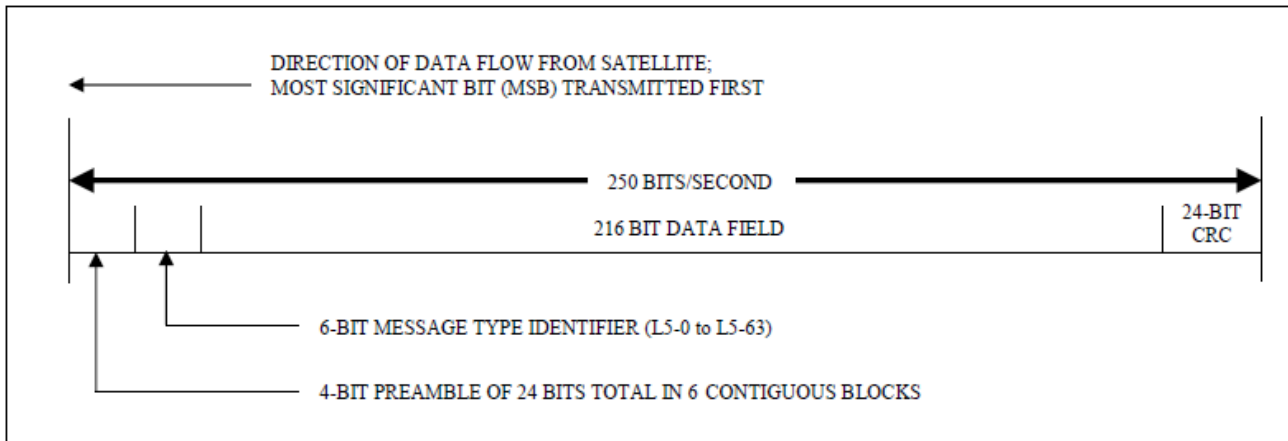 DIRECTION OF DATA FLOW FROM SATELLITE;
MOST SIGNIFICANT BIT (MSB) TRANSMITTED FIRST
250 BITS/SECOND
216 BIT DATA FIELD
24-BIT
CRC
6-BIT MESSAGE TYPE IDENTIFIER (L5-0 to L5-63)
4-BIT PREAMBLE OF 24 BITS TOTAL IN 6 CONTIGUOUS BLOCKS